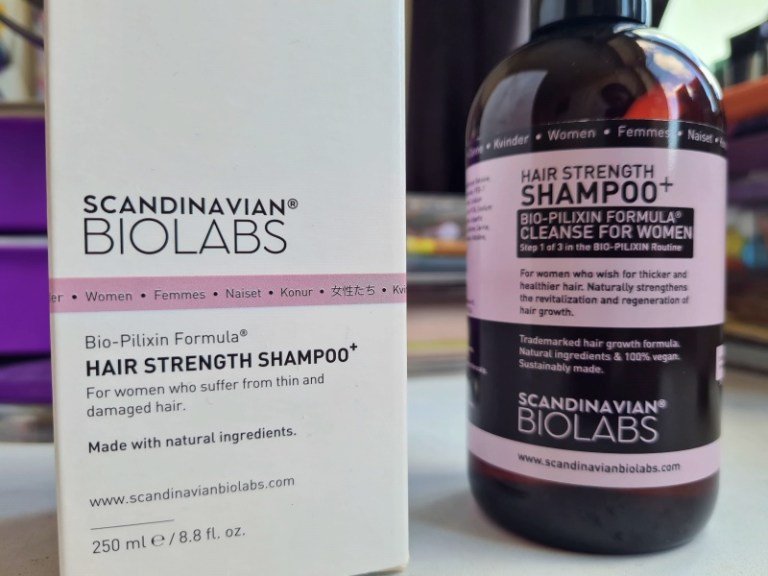 SCANDINAVIAN®
BIOLABS
er • Women • Femmes • Naiset • Konur • 女性たち • Kvi
Bio-Pilixin Formula®
HAIR STRENGTH SHAMPOO+
For women who suffer from thin and
damaged hair.
Made with natural ingredients.
www.scandinavianbiolabs.com
250 ml ℮ / 8.8 fl. oz.
• Kvinder • Women • Femmes • Naiset •
HAIR STRENGTH
SHAMPOO+
BIO-PILIXIN FORMULA®
CLEANSE FOR WOMEN
Step 1 of 3 in the BIO-PILIXIN Routine
For women who wish for thicker and
healthier hair. Naturally strengthens
the revitalization and regeneration of
hair growth.
Trademarked hair growth formula.
Natural ingredients & 100% vegan.
Sustainably made.
SCANDINAVIAN®
BIOLABS
www.scandinavianbiolabs.com